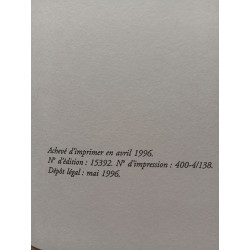 Achevé d'imprimer en avril 1996.
N° d'édition : 15392. N° d'impression : 400-4/138.
Dépôt légal : mai 1996.